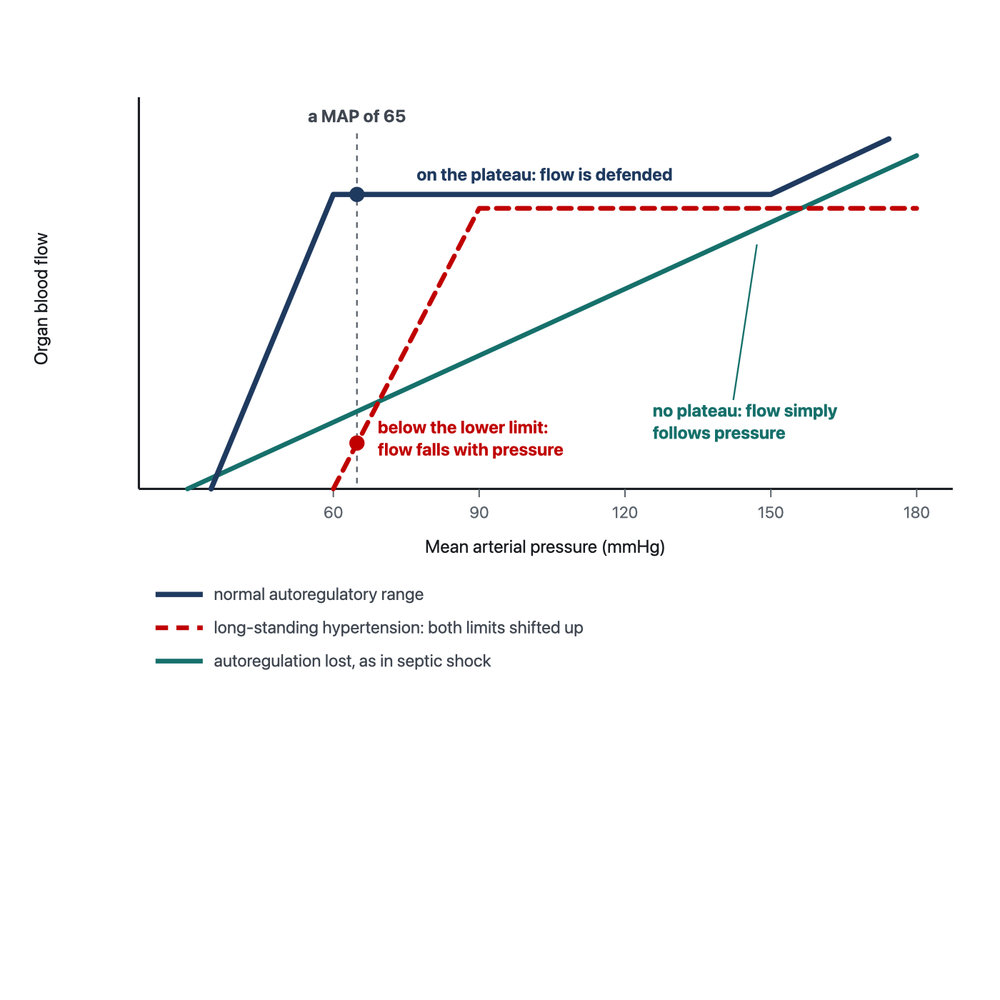 a MAP of 65
on the plateau: flow is defended
Organ blood flow
no plateau: flow simply
follows pressure
below the lower limit:
flow falls with pressure
60 90 120 150 180
Mean arterial pressure (mmHg)
normal autoregulatory range
long-standing hypertension: both limits shifted up
autoregulation lost, as in septic shock